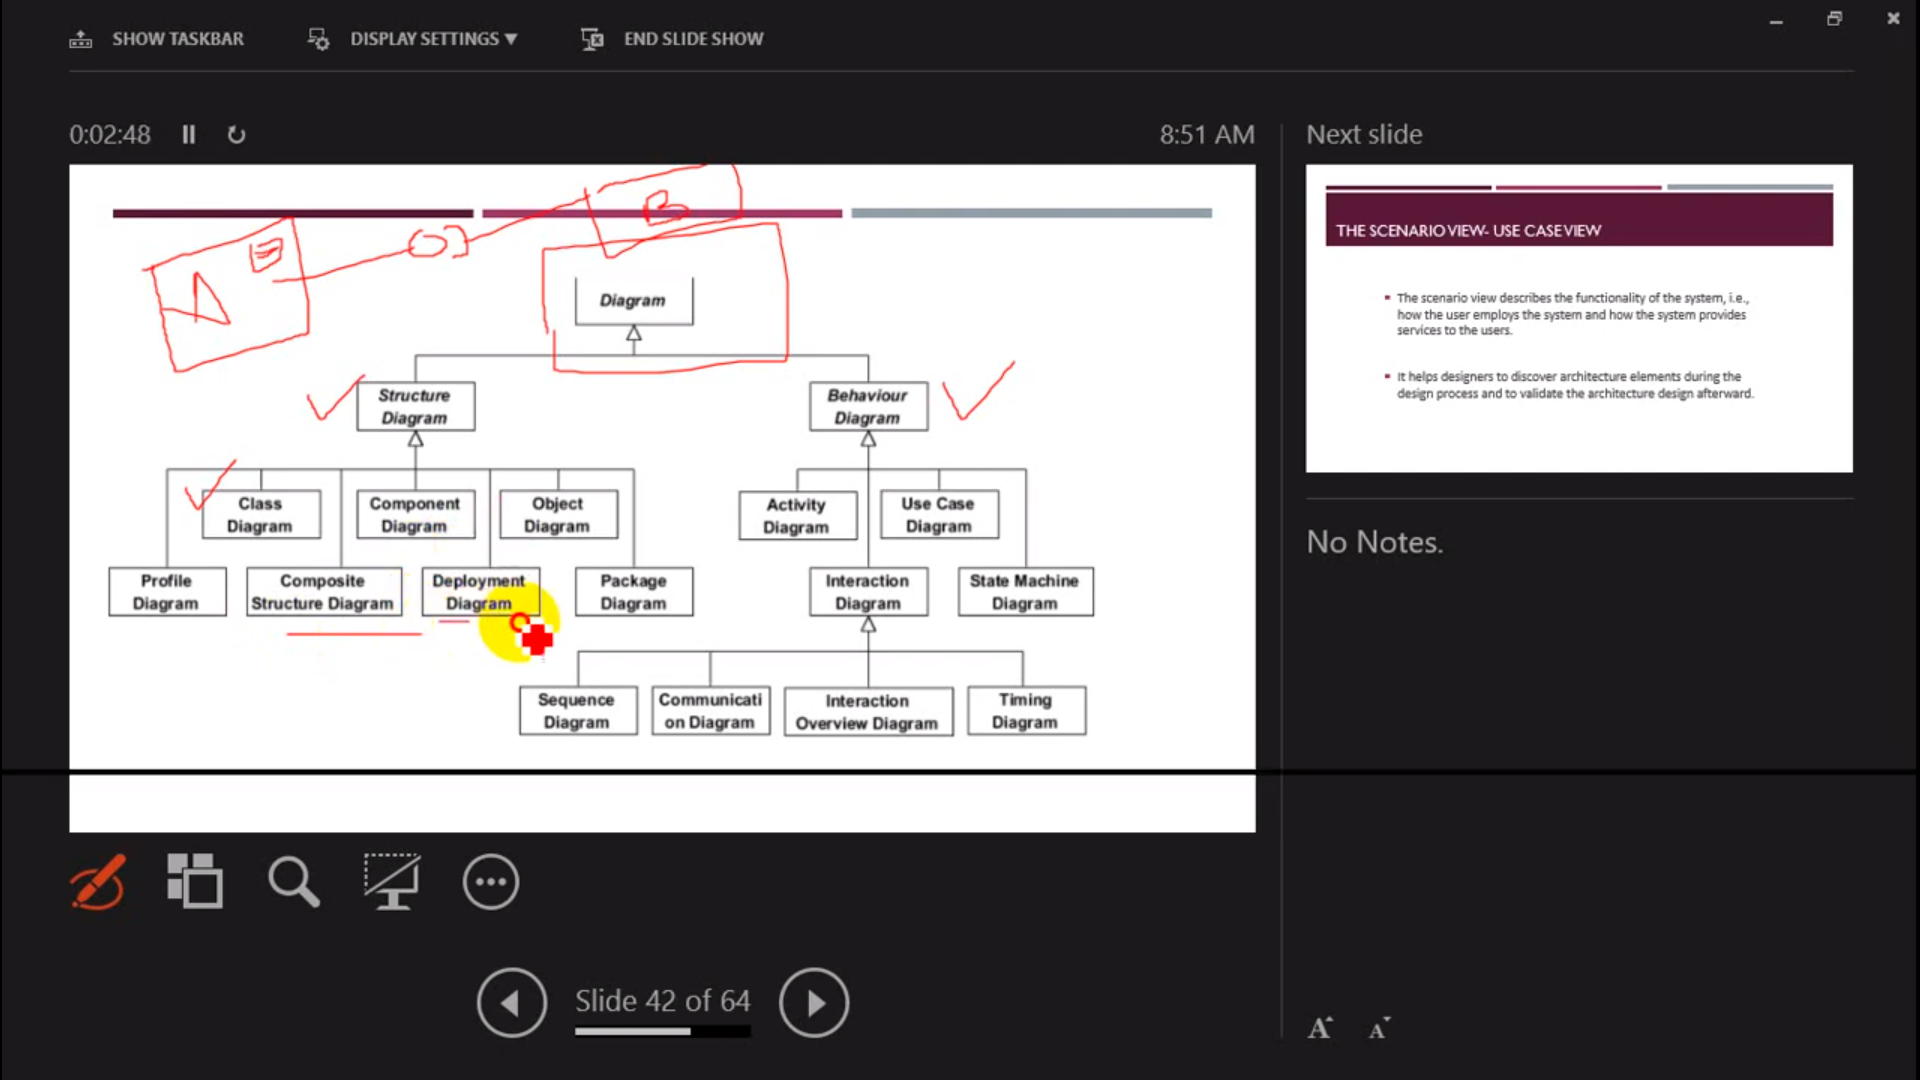 SHOW TASKBAR
DISPLAY SETTINGS ▼
END SLIDE SHOW
0:02:48
8:51 AM
Next slide
A
B
Diagram
Structure
Diagram
Behaviour
Diagram
Class
Diagram
Component
Diagram
Object
Diagram
Activity
Diagram
Use Case
Diagram
Profile
Diagram
Composite
Structure Diagram
Deployment
Diagram
Package
Diagram
Interaction
Diagram
State Machine
Diagram
Sequence
Diagram
Communicati
on Diagram
Interaction
Overview Diagram
Timing
Diagram
THE SCENARIO VIEW- USE CASE VIEW
The scenario view describes the functionality of the system, i.e.,
how the user employs the system and how the system provides
services to the users.
It helps designers to discover architecture elements during the
design process and to validate the architecture design afterward.
No Notes.
Slide 42 of 64
A
A